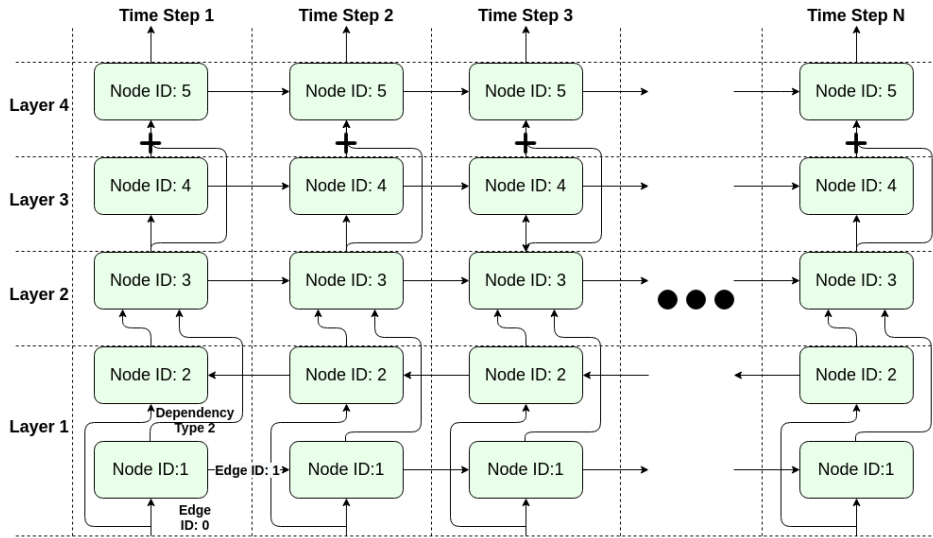 Time Step 1
Time Step 2
Time Step 3
Time Step N
Layer 4
Node ID: 5
Node ID: 5
Node ID: 5
Node ID: 5
Layer 3
Node ID: 4
Node ID: 4
Node ID: 4
Node ID: 4
Layer 2
Node ID: 3
Node ID: 3
Node ID: 3
Node ID: 3
Layer 1
Node ID: 2
Node ID: 2
Node ID: 2
Node ID: 2
Dependency
Type 2
Node ID:1
Edge ID: 1
Node ID:1
Node ID:1
Node ID:1
Edge
ID: 0